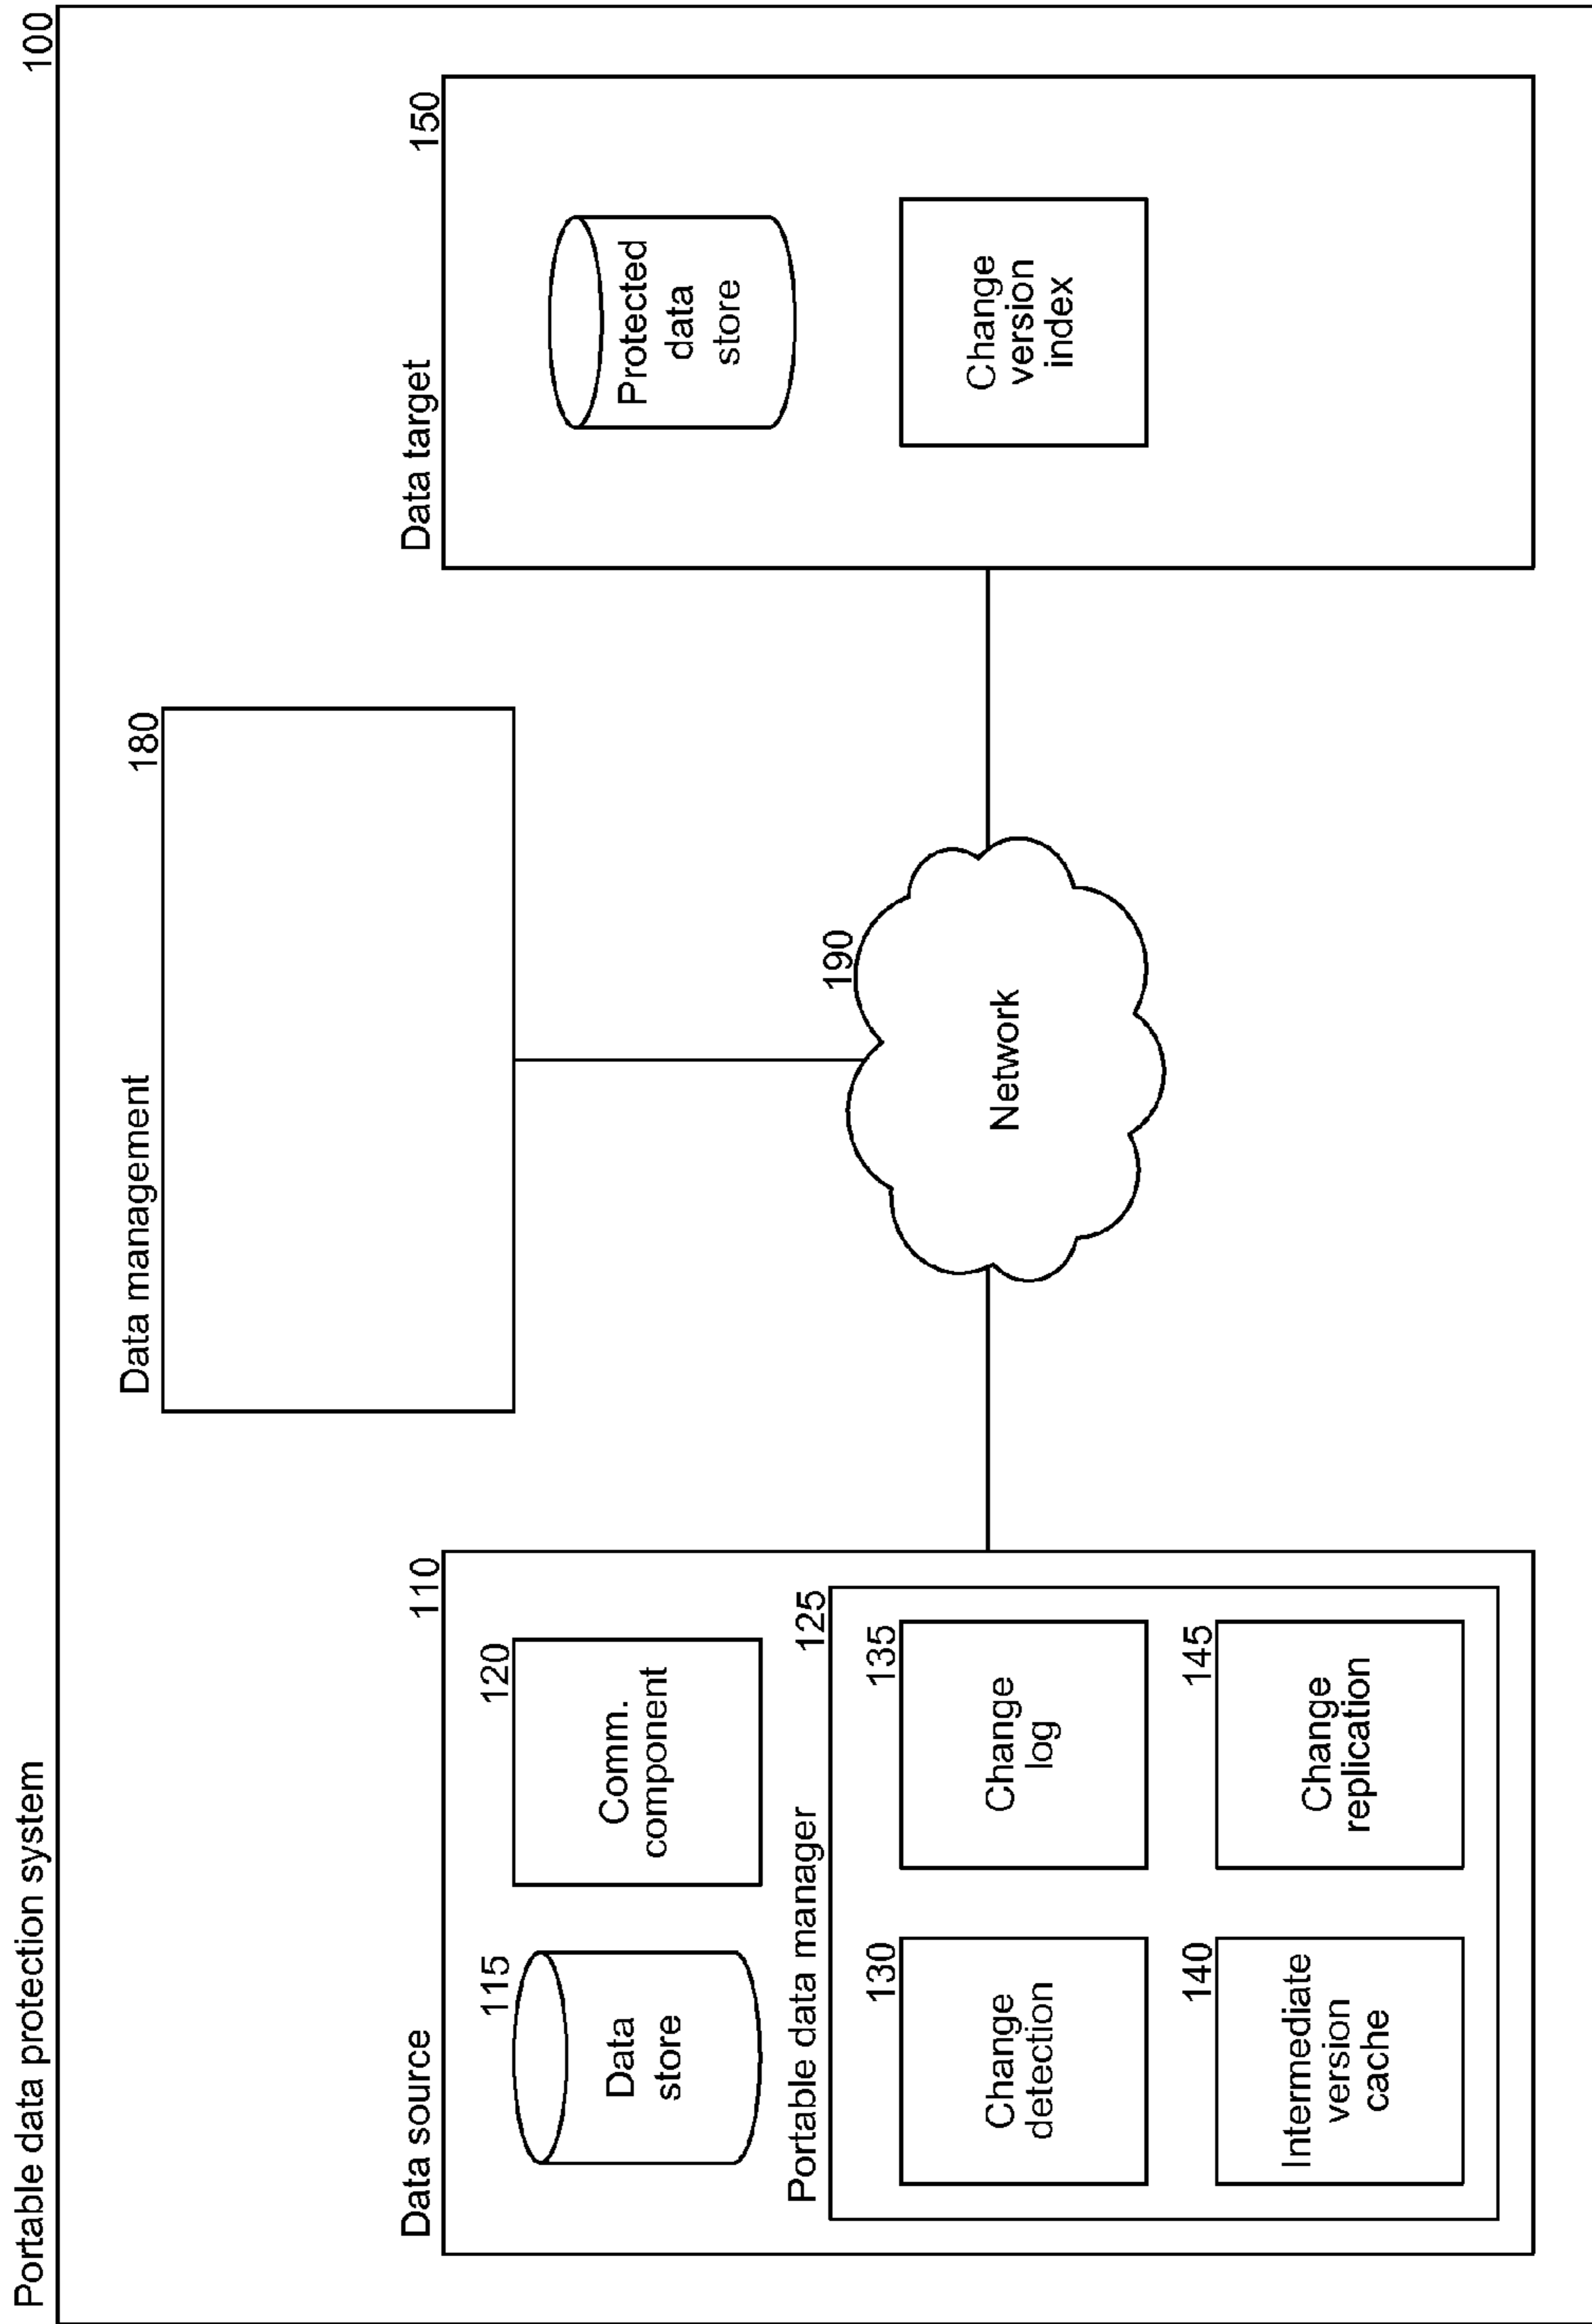 Portable data protection system
100
Data management
180
Data source
110
115
Data
store
120
Comm.
component
Portable data manager
125
130
Change
detection
135
Change
log
140
Intermediate
version
cache
145
Change
replication
190
Network
Data target
150
Protected
data
store
Change
version
index